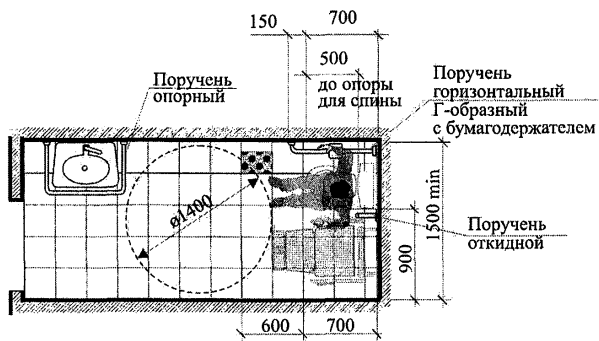 150
700
500
до опоры
для спины
Поручень
опорный
Поручень
горизонтальный
Г-образный
с бумагодержателем
ø1400
1500 min
900
Поручень
откидной
600
700